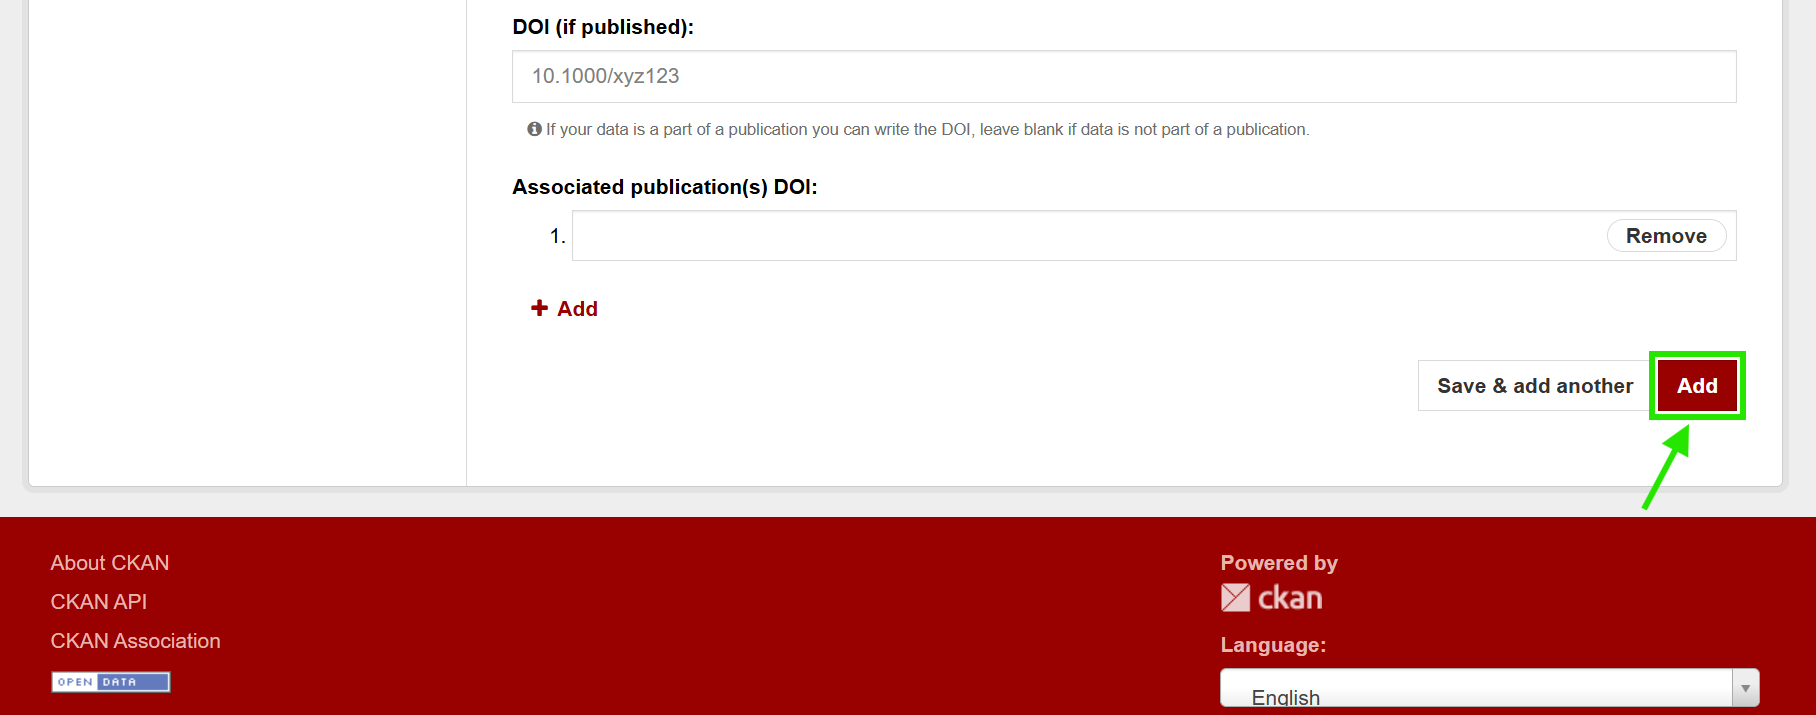 DOI (if published):
10.1000/xyz123
If your data is a part of a publication you can write the DOI, leave blank if data is not part of a publication.
Associated publication(s) DOI:
1.
Remove
Add
Save & add another
Add
About CKAN
CKAN API
CKAN Association
OPEN DATA
Powered by
ckan
Language:
English